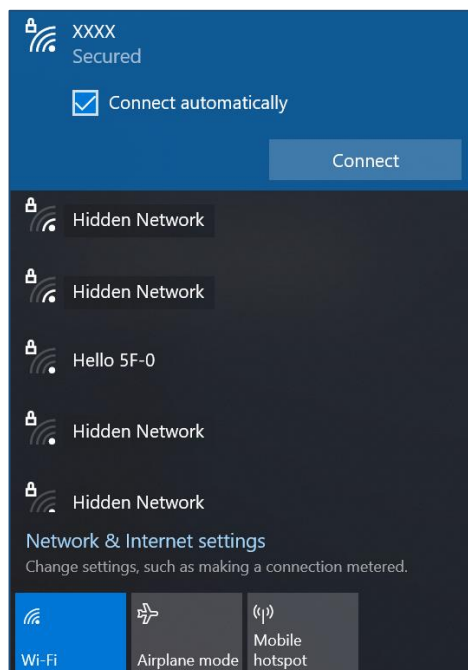 XXXX
Secured
Connect automatically
Connect
Hidden Network
Hidden Network
Hello 5F-0
Hidden Network
Hidden Network
Network & Internet settings
Change settings, such as making a connection metered.
Wi-Fi
Airplane mode
Mobile
hotspot